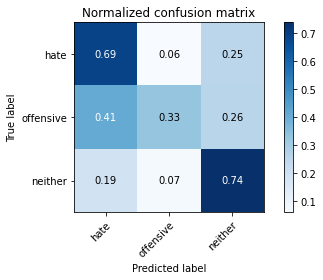 Normalized confusion matrix
True label
hate 0.69 0.06 0.25
offensive 0.41 0.33 0.26
neither 0.19 0.07 0.74
hate offensive neither
Predicted label
0.7
0.6
0.5
0.4
0.3
0.2
0.1